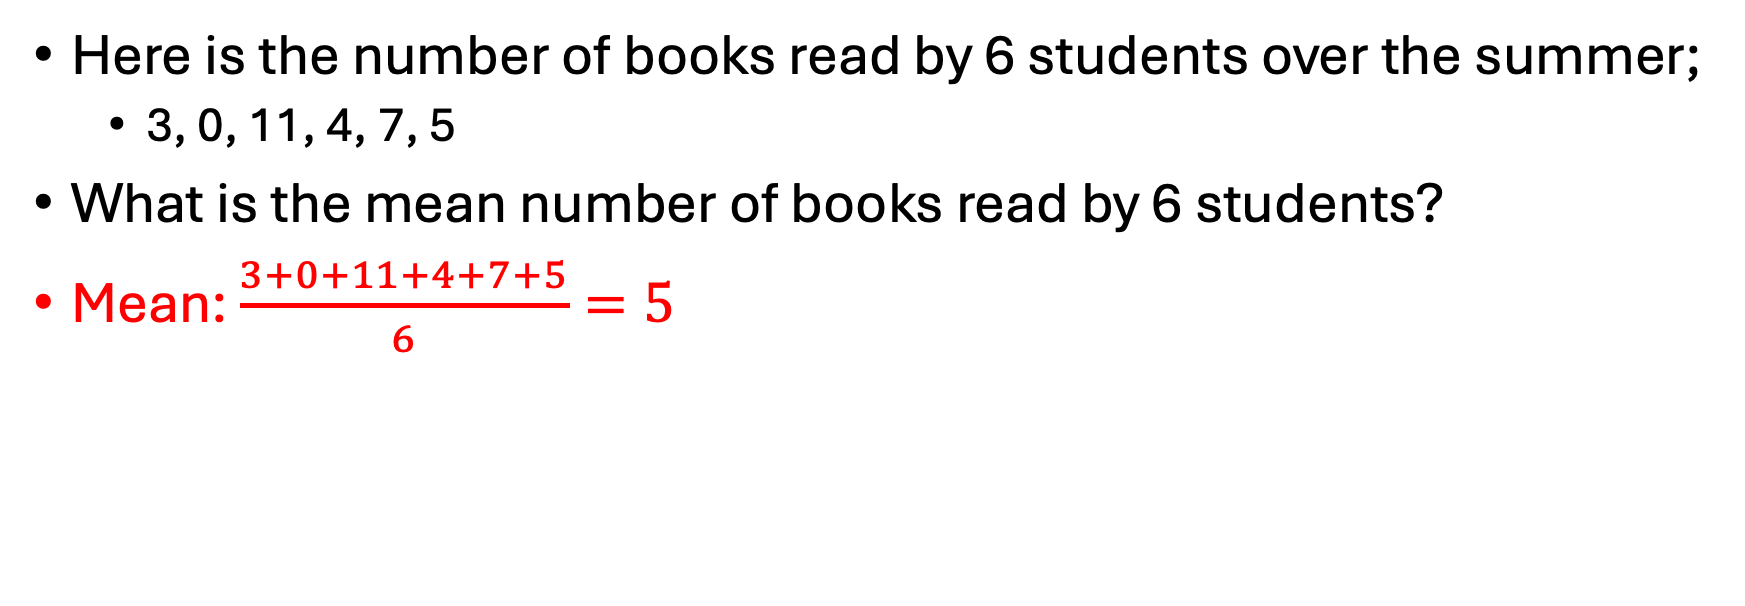 • Here is the number of books read by 6 students over the summer;
• 3, 0, 11, 4, 7, 5
• What is the mean number of books read by 6 students?
• Mean: \frac{3+0+11+4+7+5}{6} = 5